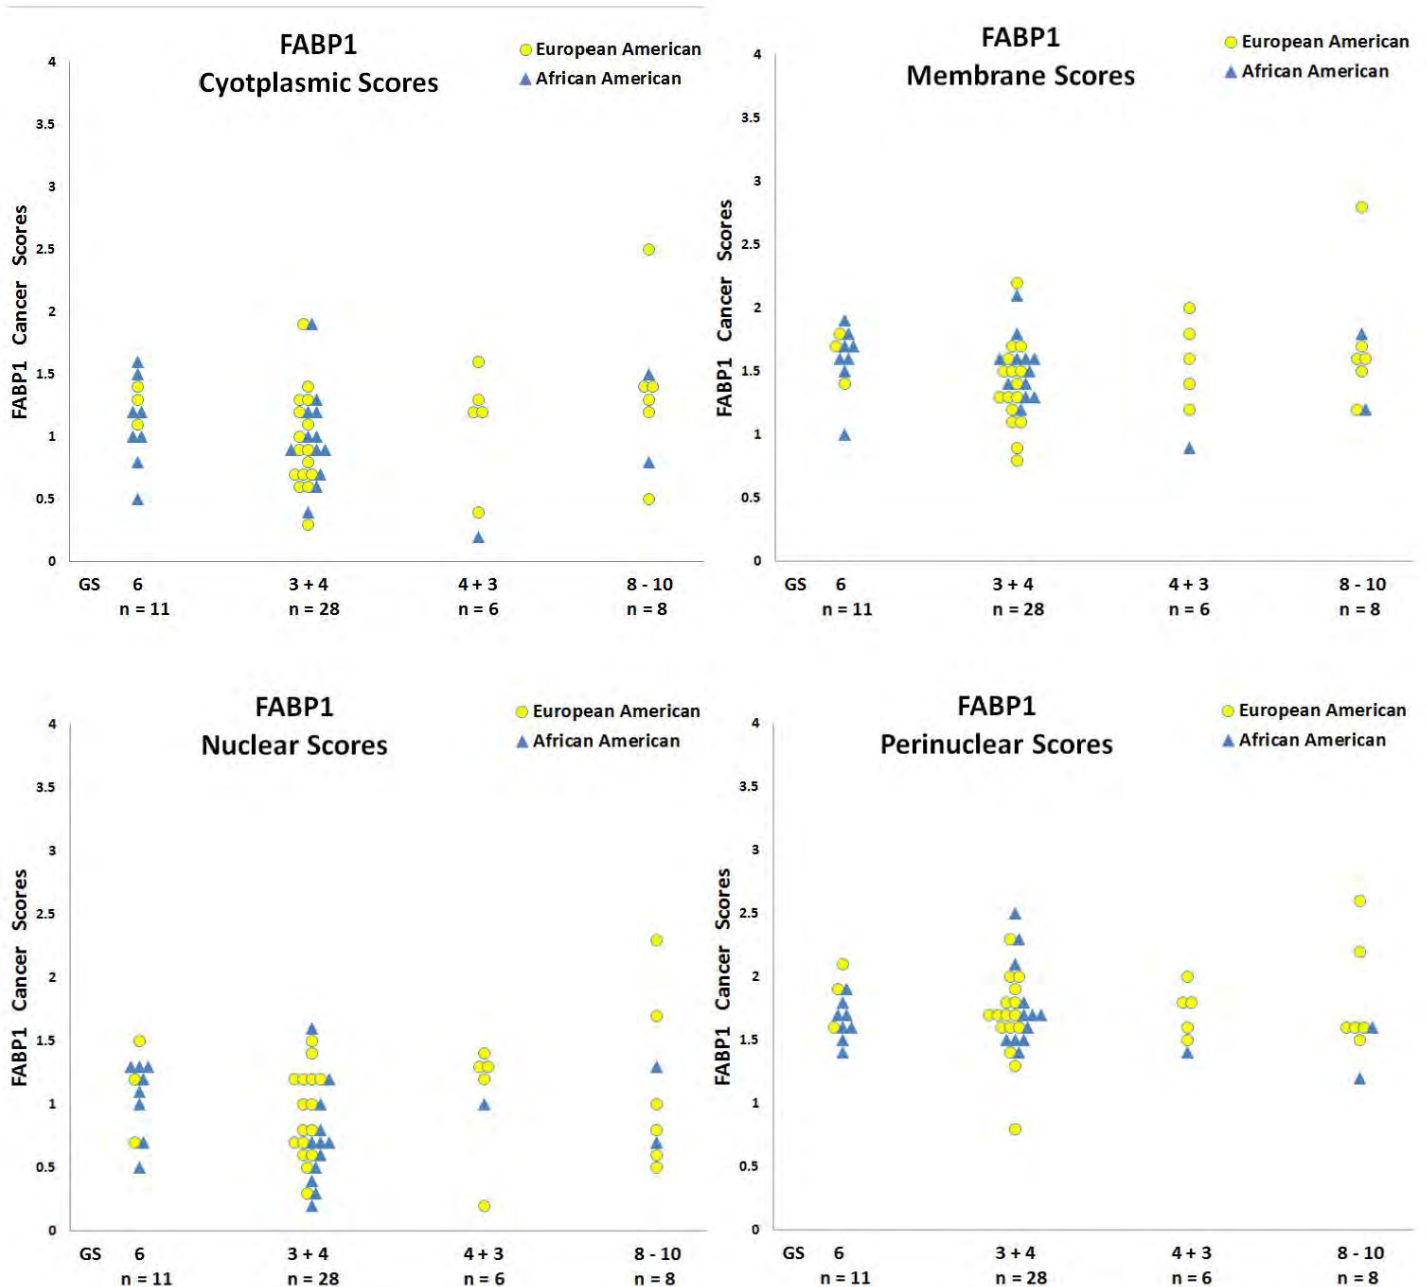 FABP1
Cyotplasmic Scores
European American
African American
FABP1 Cancer Scores
4
3.5
3
2.5
2
1.5
1
0.5
0
GS 6 3 + 4 4 + 3 8 - 10
n = 11 n = 28 n = 6 n = 8
FABP1
Membrane Scores
European American
African American
FABP1 Cancer Scores
4
3.5
3
2.5
2
1.5
1
0.5
0
GS 6 3 + 4 4 + 3 8 - 10
n = 11 n = 28 n = 6 n = 8
FABP1
Nuclear Scores
European American
African American
FABP1 Cancer Scores
4
3.5
3
2.5
2
1.5
1
0.5
0
GS 6 3 + 4 4 + 3 8 - 10
n = 11 n = 28 n = 6 n = 8
FABP1
Perinuclear Scores
European American
African American
FABP1 Cancer Scores
4
3.5
3
2.5
2
1.5
1
0.5
0
GS 6 3 + 4 4 + 3 8 - 10
n = 11 n = 28 n = 6 n = 8